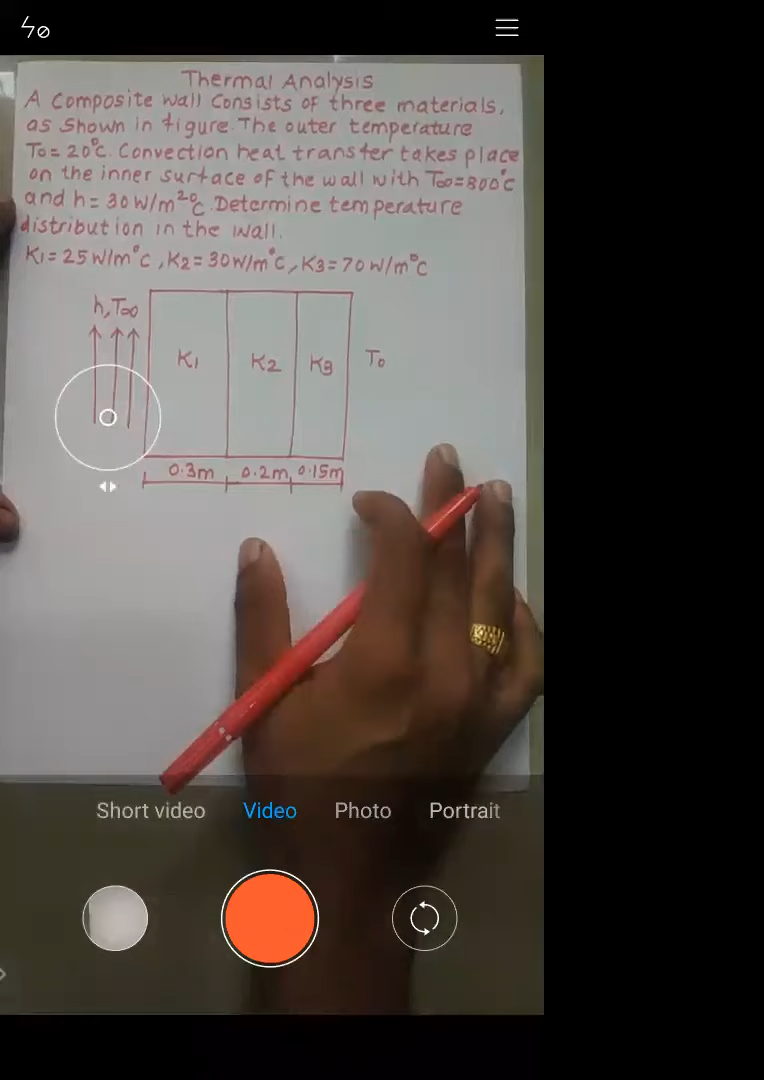 Thermal Analysis
A Composite wall Consists of three materials,
as Shown in figure. The outer temperature
To = 20°C. Convection heat transfer takes place
on the inner surface of the wall with T∞ = 800°C
and h = 30 W/m²°C. Determine temperature
distribution in the wall.
K1 = 25 W/m°C, K2 = 30 W/m°C, K3 = 70 W/m°C
h, T∞
K1 K2 K3 To
0.3m 0.2m 0.15m
Short video Video Photo Portrait